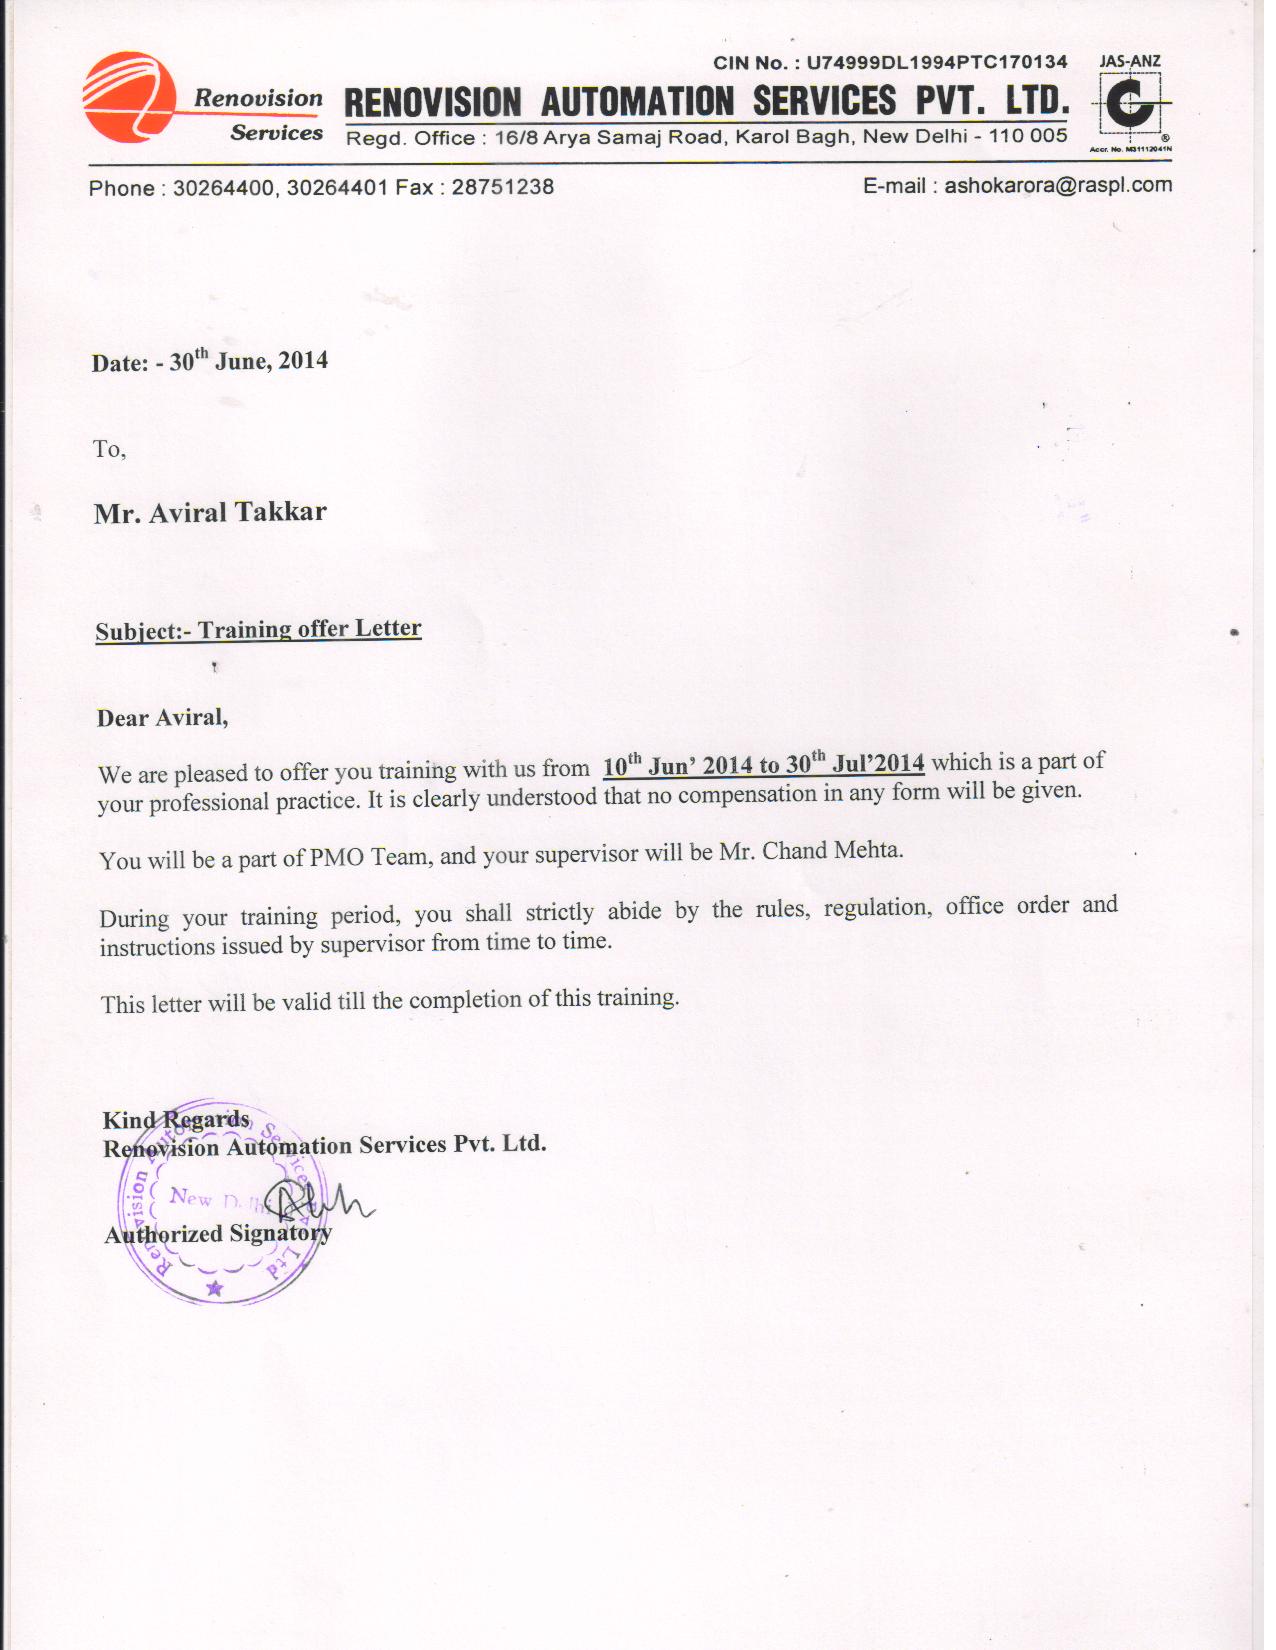 CIN No. : U74999DL1994PTC170134
JAS-ANZ
Renovision
Services
RENOVISION AUTOMATION SERVICES PVT. LTD.
Regd. Office : 16/8 Arya Samaj Road, Karol Bagh, New Delhi - 110 005
®
Accr. No. M3111204IN
Phone : 30264400, 30264401 Fax : 28751238
E-mail : ashokarora@raspl.com
Date: - 30th June, 2014
To,
Mr. Aviral Takkar
Subject:- Training offer Letter
Dear Aviral,
We are pleased to offer you training with us from 10th Jun’ 2014 to 30th Jul’2014 which is a part of
your professional practice. It is clearly understood that no compensation in any form will be given.
You will be a part of PMO Team, and your supervisor will be Mr. Chand Mehta.
During your training period, you shall strictly abide by the rules, regulation, office order and
instructions issued by supervisor from time to time.
This letter will be valid till the completion of this training.
Kind Regards
Renovision Automation Services Pvt. Ltd.
Authorized Signatory
Renovision Automation Services Pvt Ltd
New Delhi